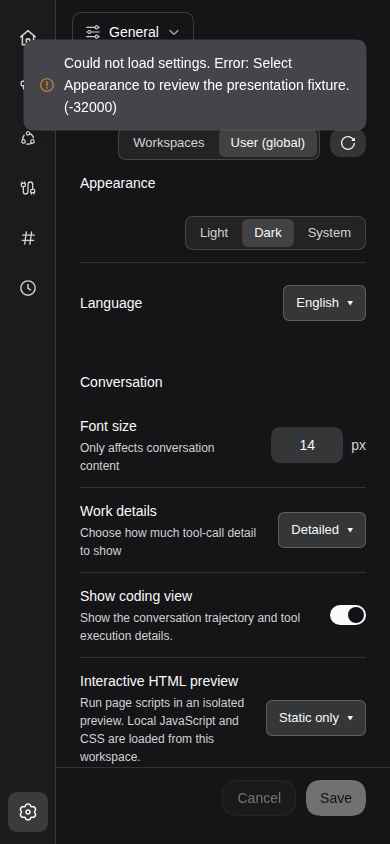 General
Could not load settings. Error: Select
Appearance to review the presentation fixture.
(-32000)
Workspaces
User (global)
Appearance
Light
Dark
System
Language
English
Conversation
Font size
Only affects conversation
content
14
px
Work details
Choose how much tool-call detail
to show
Detailed
Show coding view
Show the conversation trajectory and tool
execution details.
Interactive HTML preview
Run page scripts in an isolated
preview. Local JavaScript and
CSS are loaded from this
workspace.
Static only
Cancel
Save